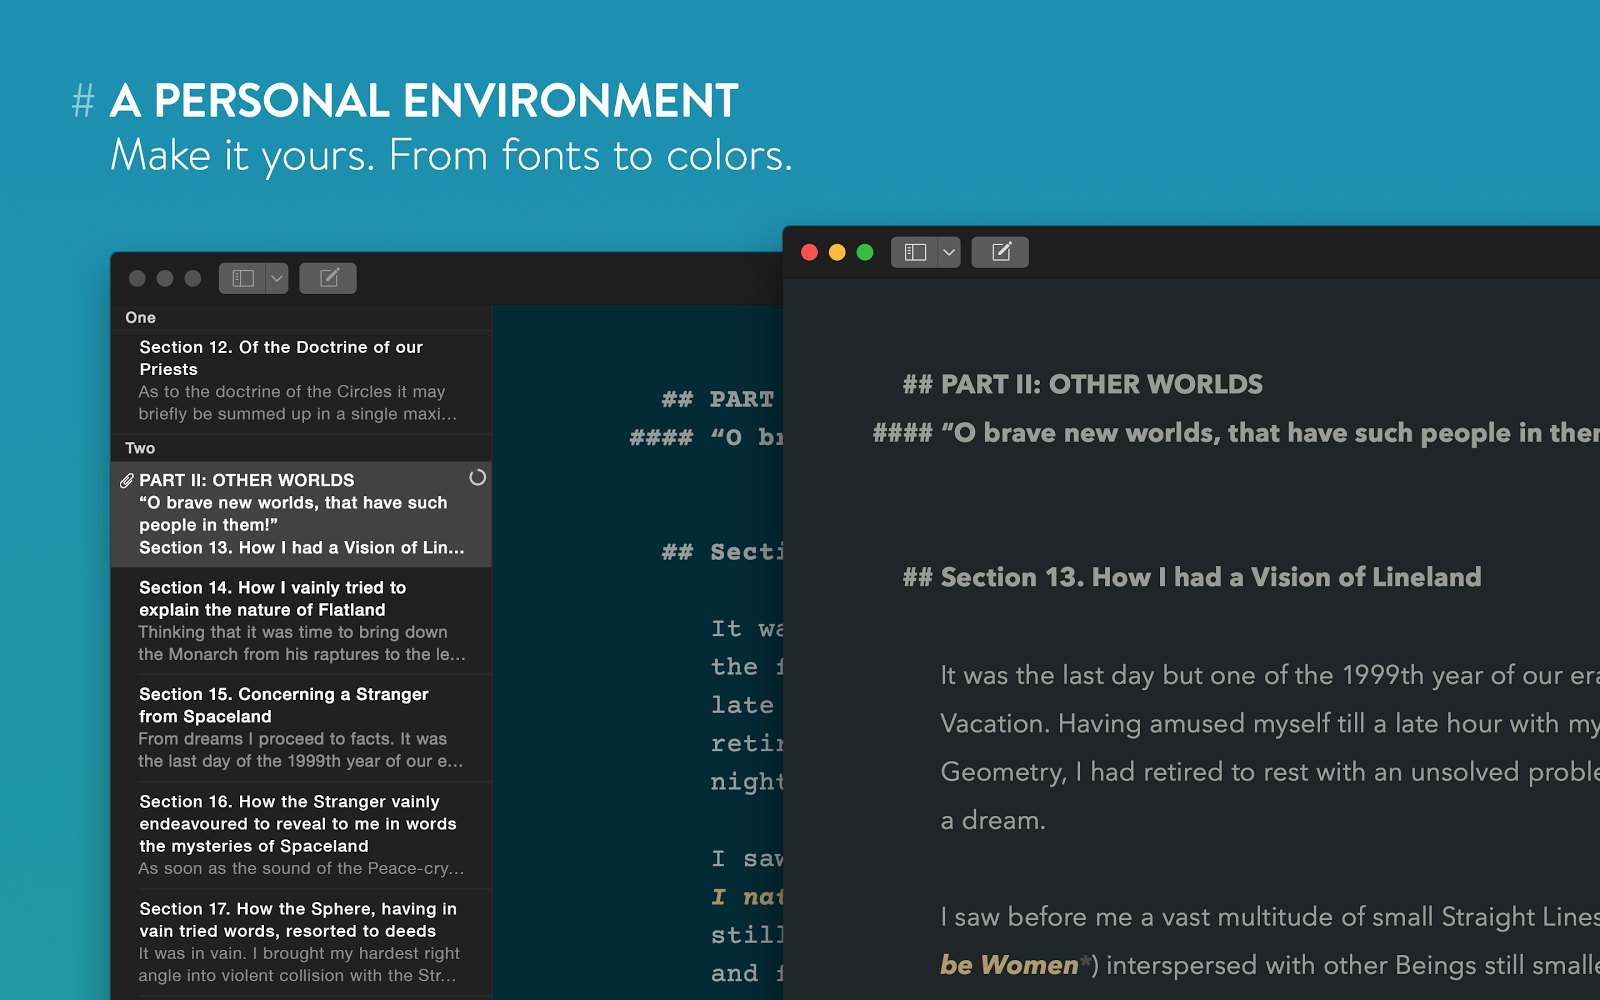 # A PERSONAL ENVIRONMENT
Make it yours. From fonts to colors.
One
Section 12. Of the Doctrine of our
Priests
As to the doctrine of the Circles it may
briefly be summed up in a single maxi...
Two
PART II: OTHER WORLDS
“O brave new worlds, that have such
people in them!”
Section 13. How I had a Vision of Lin...
Section 14. How I vainly tried to
explain the nature of Flatland
Thinking that it was time to bring down
the Monarch from his raptures to the le...
Section 15. Concerning a Stranger
from Spaceland
From dreams I proceed to facts. It was
the last day of the 1999th year of our e...
Section 16. How the Stranger vainly
endeavoured to reveal to me in words
the mysteries of Spaceland
As soon as the sound of the Peace-cry...
Section 17. How the Sphere, having in
vain tried words, resorted to deeds
It was in vain. I brought my hardest right
angle into violent collision with the Str...
## PART
#### “O
##
It
the
late
I saw
I
and
## PART II: OTHER WORLDS
#### “O brave new worlds, that have such people in
## Section 13. How I had a Vision of Lineland
It was the last day but one of the 1999th year of our
Vacation. Having amused myself till a late hour with my
Geometry, I had retired to rest with an unsolved
a dream.
I saw before me a vast multitude of small Straight Lines
be Women*) interspersed with other Beings still